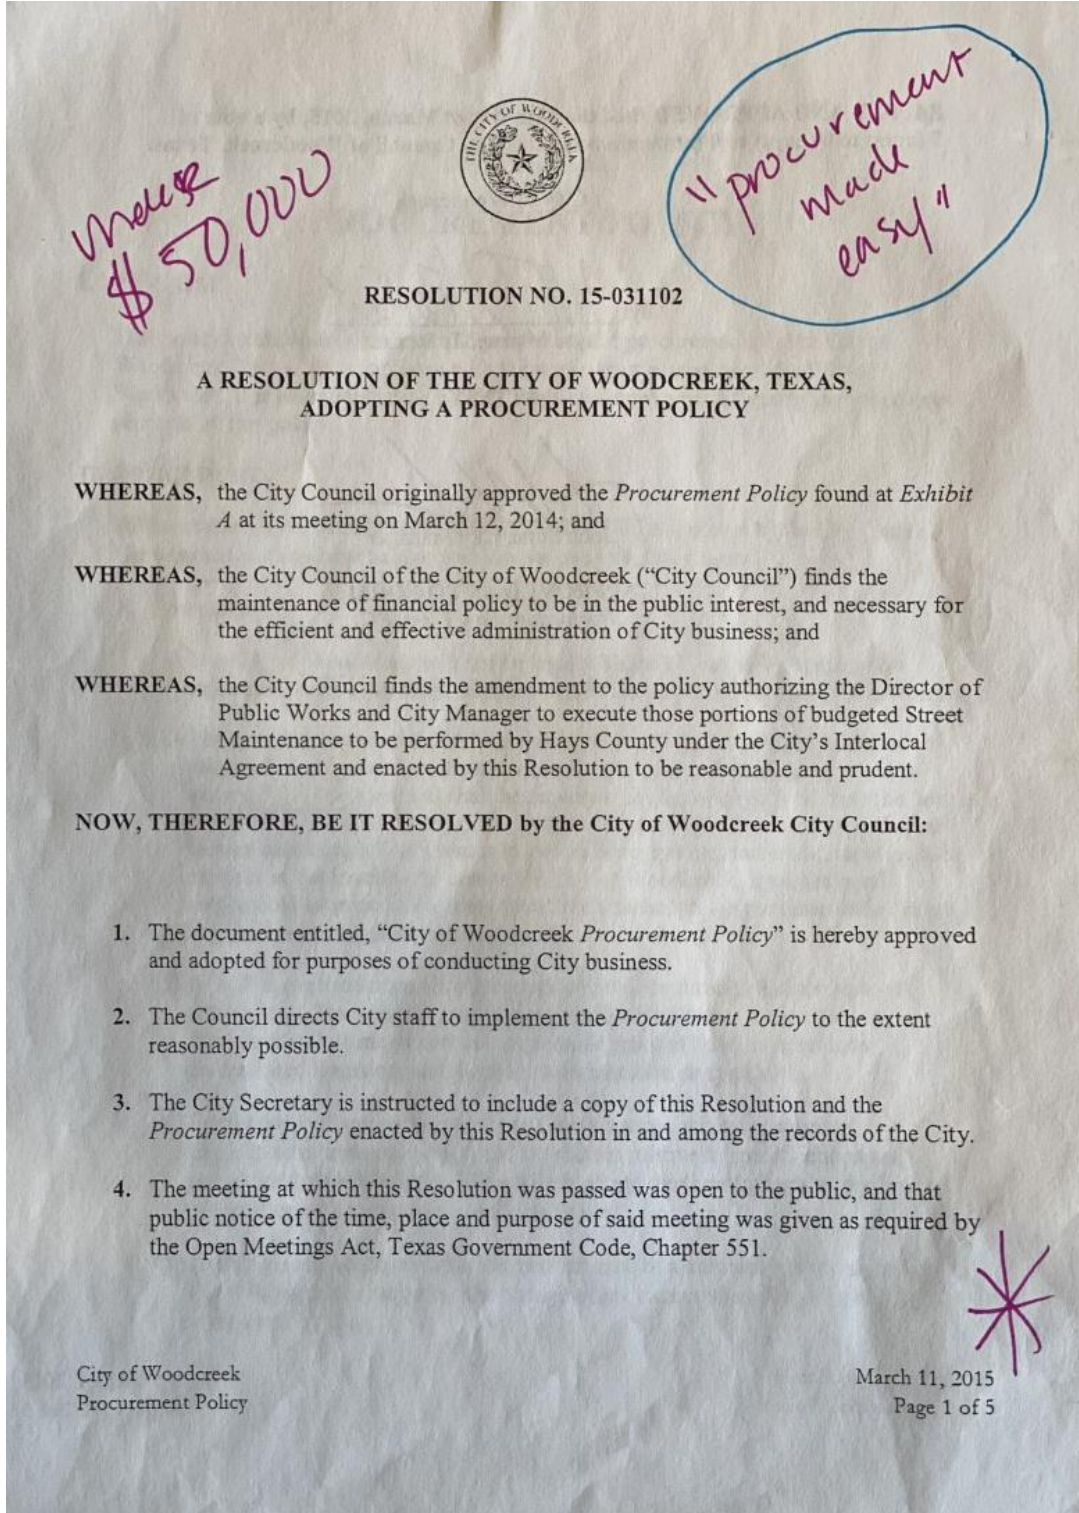 under
$50,000
"procurement
made
easy"
THE CITY OF WOODCREEK
RESOLUTION NO. 15-031102
A RESOLUTION OF THE CITY OF WOODCREEK, TEXAS,
ADOPTING A PROCUREMENT POLICY
WHEREAS, the City Council originally approved the Procurement Policy found at Exhibit
A at its meeting on March 12, 2014; and
WHEREAS, the City Council of the City of Woodcreek (“City Council”) finds the
maintenance of financial policy to be in the public interest, and necessary for
the efficient and effective administration of City business; and
WHEREAS, the City Council finds the amendment to the policy authorizing the Director of
Public Works and City Manager to execute those portions of budgeted Street
Maintenance to be performed by Hays County under the City’s Interlocal
Agreement and enacted by this Resolution to be reasonable and prudent.
NOW, THEREFORE, BE IT RESOLVED by the City of Woodcreek City Council:
1. The document entitled, “City of Woodcreek Procurement Policy” is hereby approved
and adopted for purposes of conducting City business.
2. The Council directs City staff to implement the Procurement Policy to the extent
reasonably possible.
3. The City Secretary is instructed to include a copy of this Resolution and the
Procurement Policy enacted by this Resolution in and among the records of the City.
4. The meeting at which this Resolution was passed was open to the public, and that
public notice of the time, place and purpose of said meeting was given as required by
the Open Meetings Act, Texas Government Code, Chapter 551.
City of Woodcreek
Procurement Policy
March 11, 2015
Page 1 of 5